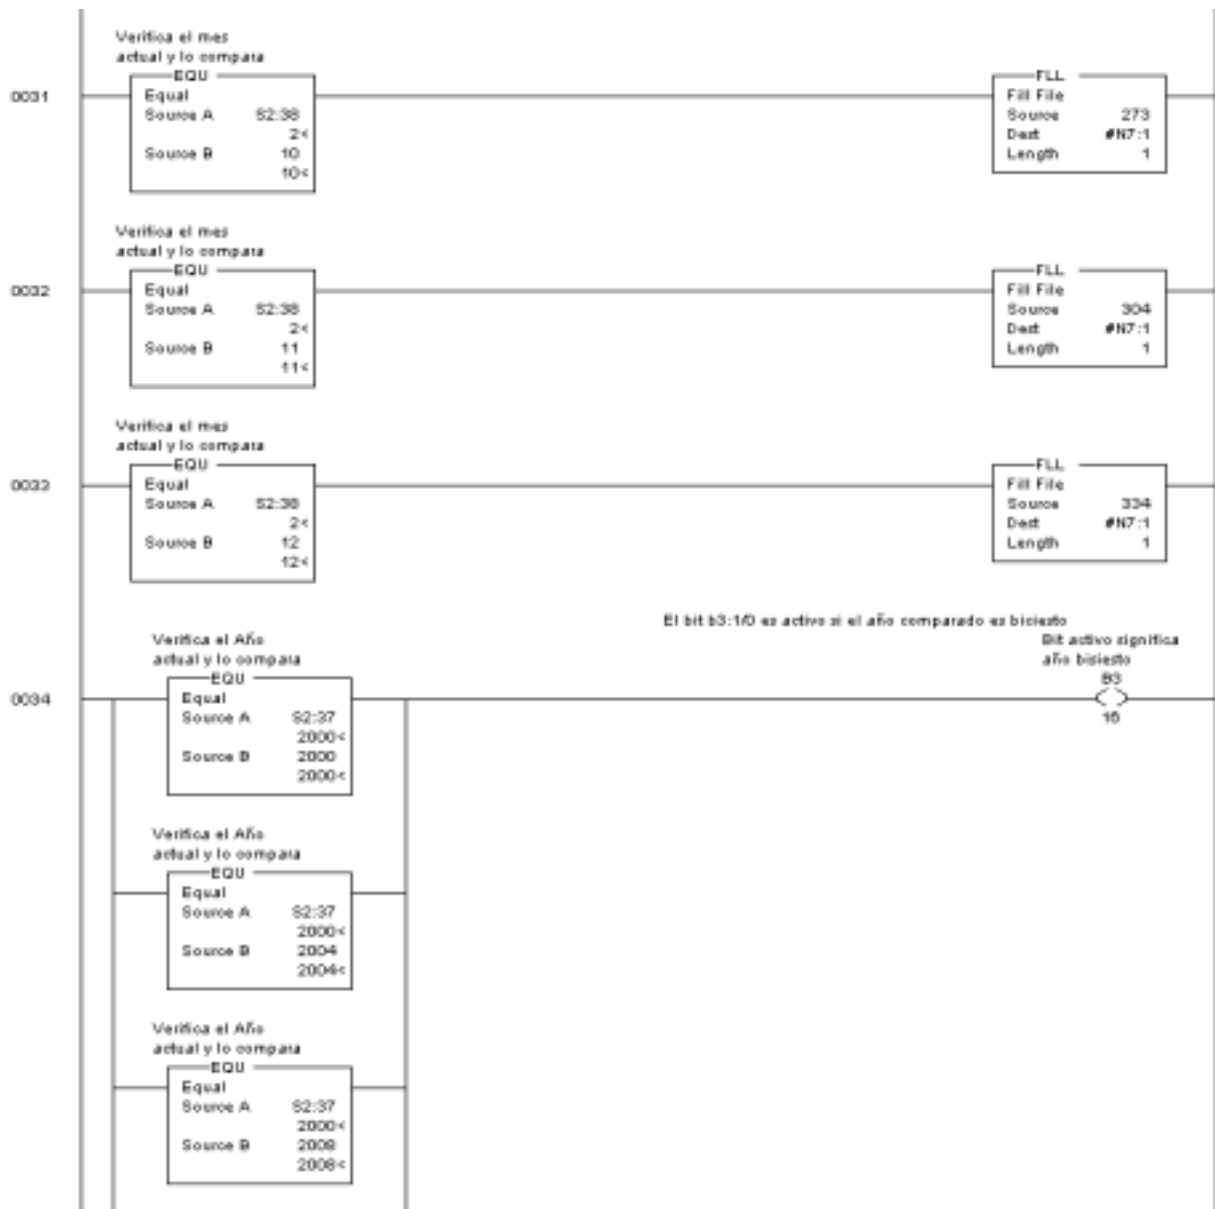 Verifica el mes
actual y lo compara
EQU
FLL
0031
Equal
Fill File
Source A S2:38
Source 273
2<
Dest #N7:1
Source B 10
Length 1
10<
Verifica el mes
actual y lo compara
EQU
FLL
0032
Equal
Fill File
Source A S2:38
Source 304
2<
Dest #N7:1
Source B 11
Length 1
11<
Verifica el mes
actual y lo compara
EQU
FLL
0033
Equal
Fill File
Source A S2:38
Source 334
2<
Dest #N7:1
Source B 12
Length 1
12<
El bit b3:1/0 es activo si el año comparado es biciesto
Verifica el Año
actual y lo compara
Bit activo significa
año bisiesto
EQU
B3
0034
Equal
Source A S2:37
16
2000<
Source B 2000
2000<
Verifica el Año
actual y lo compara
EQU
Equal
Source A S2:37
2000<
Source B 2004
2004<
Verifica el Año
actual y lo compara
EQU
Equal
Source A S2:37
2000<
Source B 2008
2008<